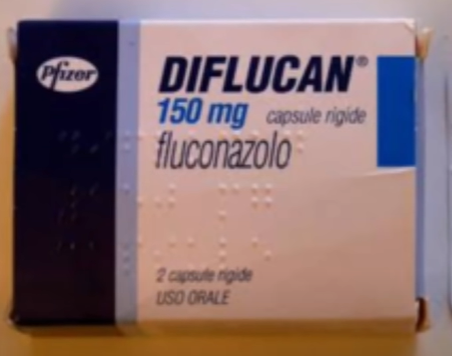 Pfizer
DIFLUCAN®
150 mg capsule rigide
fluconazolo
2 capsule rigide
USO ORALE